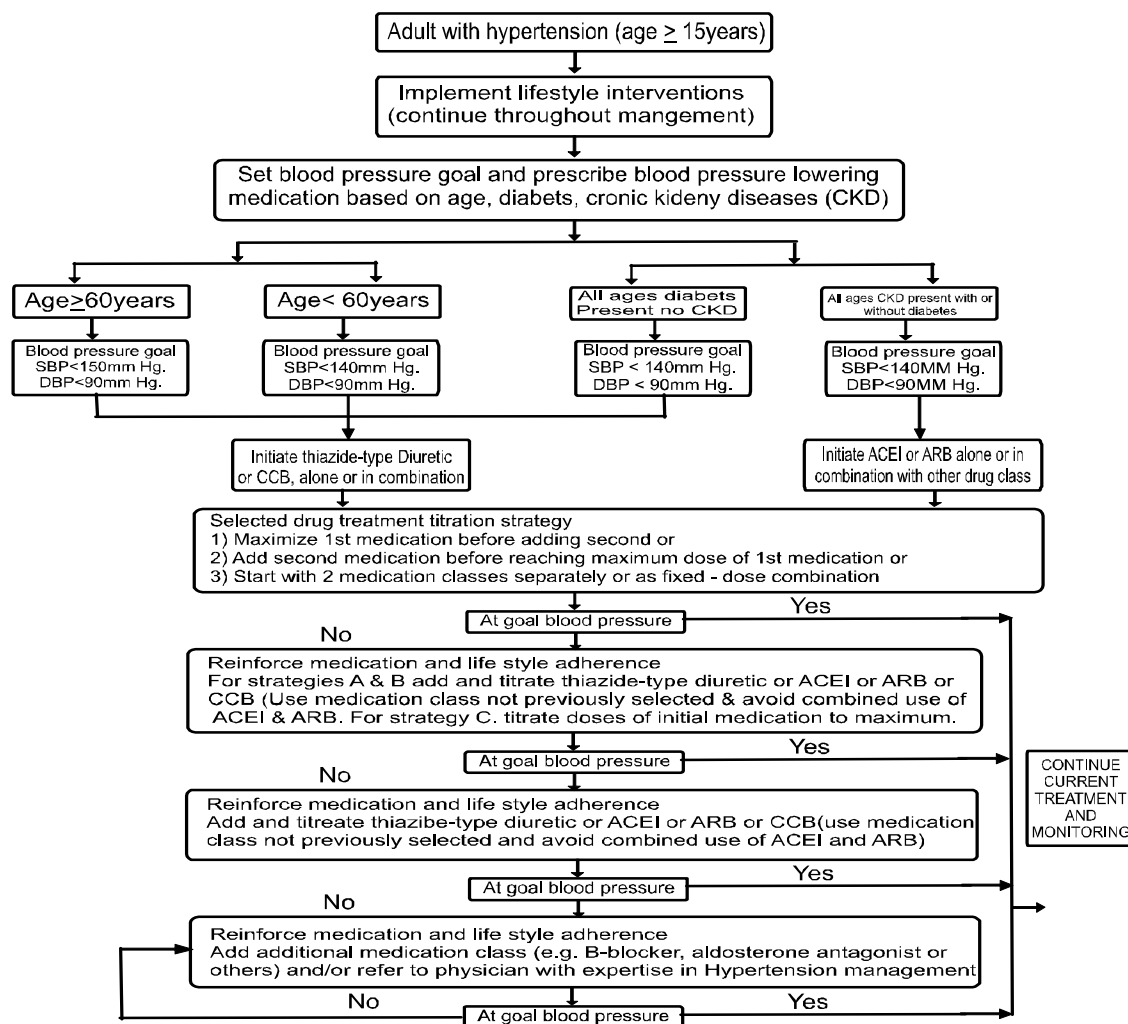 Adult with hypertension (age ≥ 15years)
Implement lifestyle interventions
(continue throughout mangement)
Set blood pressure goal and prescribe blood pressure lowering
medication based on age, diabets, cronic kideny diseases (CKD)
Age≥60years
Age< 60years
All ages diabets
Present no CKD
All ages CKD present with or
without diabetes
Blood pressure goal
SBP<150mm Hg.
DBP<90mm Hg.
Blood pressure goal
SBP<140mm Hg.
DBP<90mm Hg.
Blood pressure goal
SBP < 140mm Hg.
DBP < 90mm Hg.
Blood pressure goal
SBP<140MM Hg.
DBP<90MM Hg.
Initiate thiazide-type Diuretic
or CCB, alone or in combination
Initiate ACEI or ARB alone or in
combination with other drug class
Selected drug treatment titration strategy
1) Maximize 1st medication before adding second or
2) Add second medication before reaching maximum dose of 1st medication or
3) Start with 2 medication classes separately or as fixed - dose combination
At goal blood pressure
Yes
No
Reinforce medication and life style adherence
For strategies A & B add and titrate thiazide-type diuretic or ACEI or ARB or
CCB (Use medication class not previously selected & avoid combined use of
ACEI & ARB. For strategy C. titrate doses of initial medication to maximum.
At goal blood pressure
Yes
No
Reinforce medication and life style adherence
Add and titreate thiazibe-type diuretic or ACEI or ARB or CCB(use medication
class not previously selected and avoid combined use of ACEI and ARB)
At goal blood pressure
Yes
No
Reinforce medication and life style adherence
Add additional medication class (e.g. B-blocker, aldosterone antagonist or
others) and/or refer to physician with expertise in Hypertension management
No
At goal blood pressure
Yes
CONTINUE
CURRENT
TREATMENT
AND
MONITORING